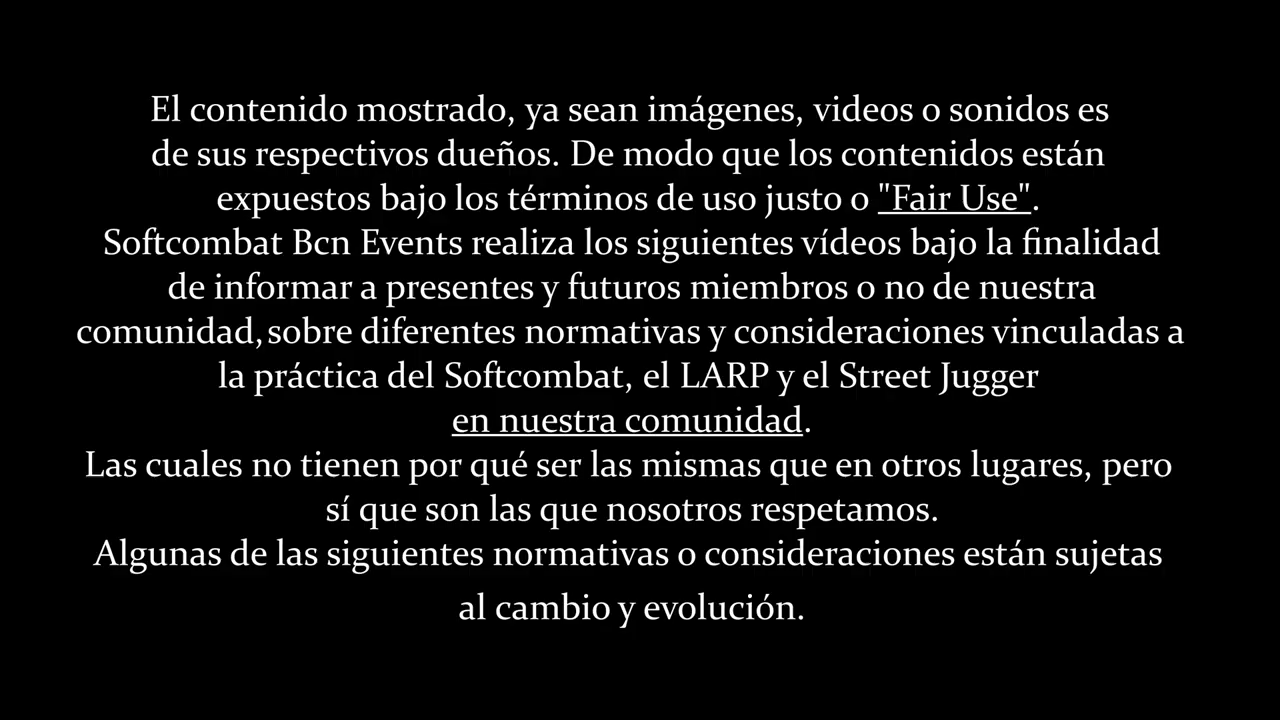 El contenido mostrado, ya sean imágenes, videos o sonidos es
de sus respectivos dueños. De modo que los contenidos están
expuestos bajo los términos de uso justo o "Fair Use".
Softcombat Bcn Events realiza los siguientes vídeos bajo la finalidad
de informar a presentes y futuros miembros o no de nuestra
comunidad, sobre diferentes normativas y consideraciones vinculadas a
la práctica del Softcombat, el LARP y el Street Jugger
en nuestra comunidad.
Las cuales no tienen por qué ser las mismas que en otros lugares, pero
sí que son las que nosotros respetamos.
Algunas de las siguientes normativas o consideraciones están sujetas
al cambio y evolución.